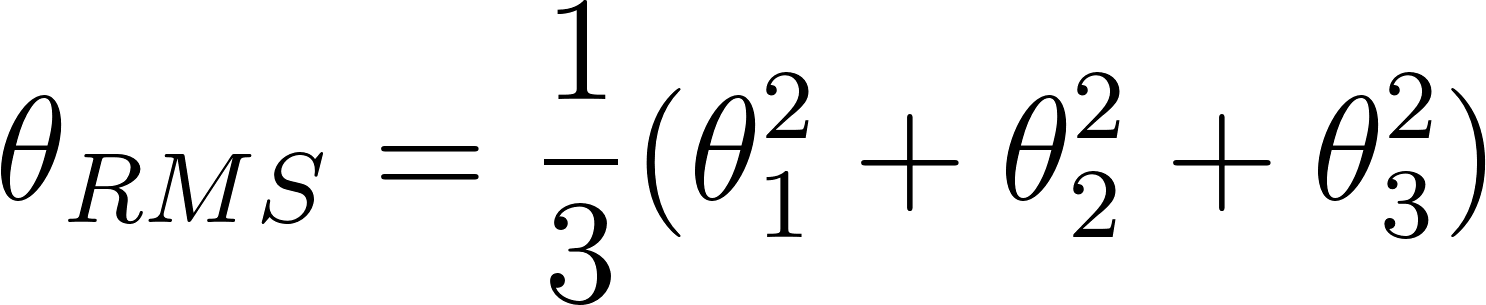 θ_{RMS} = \frac{1}{3}(θ_1^2 + θ_2^2 + θ_3^2)